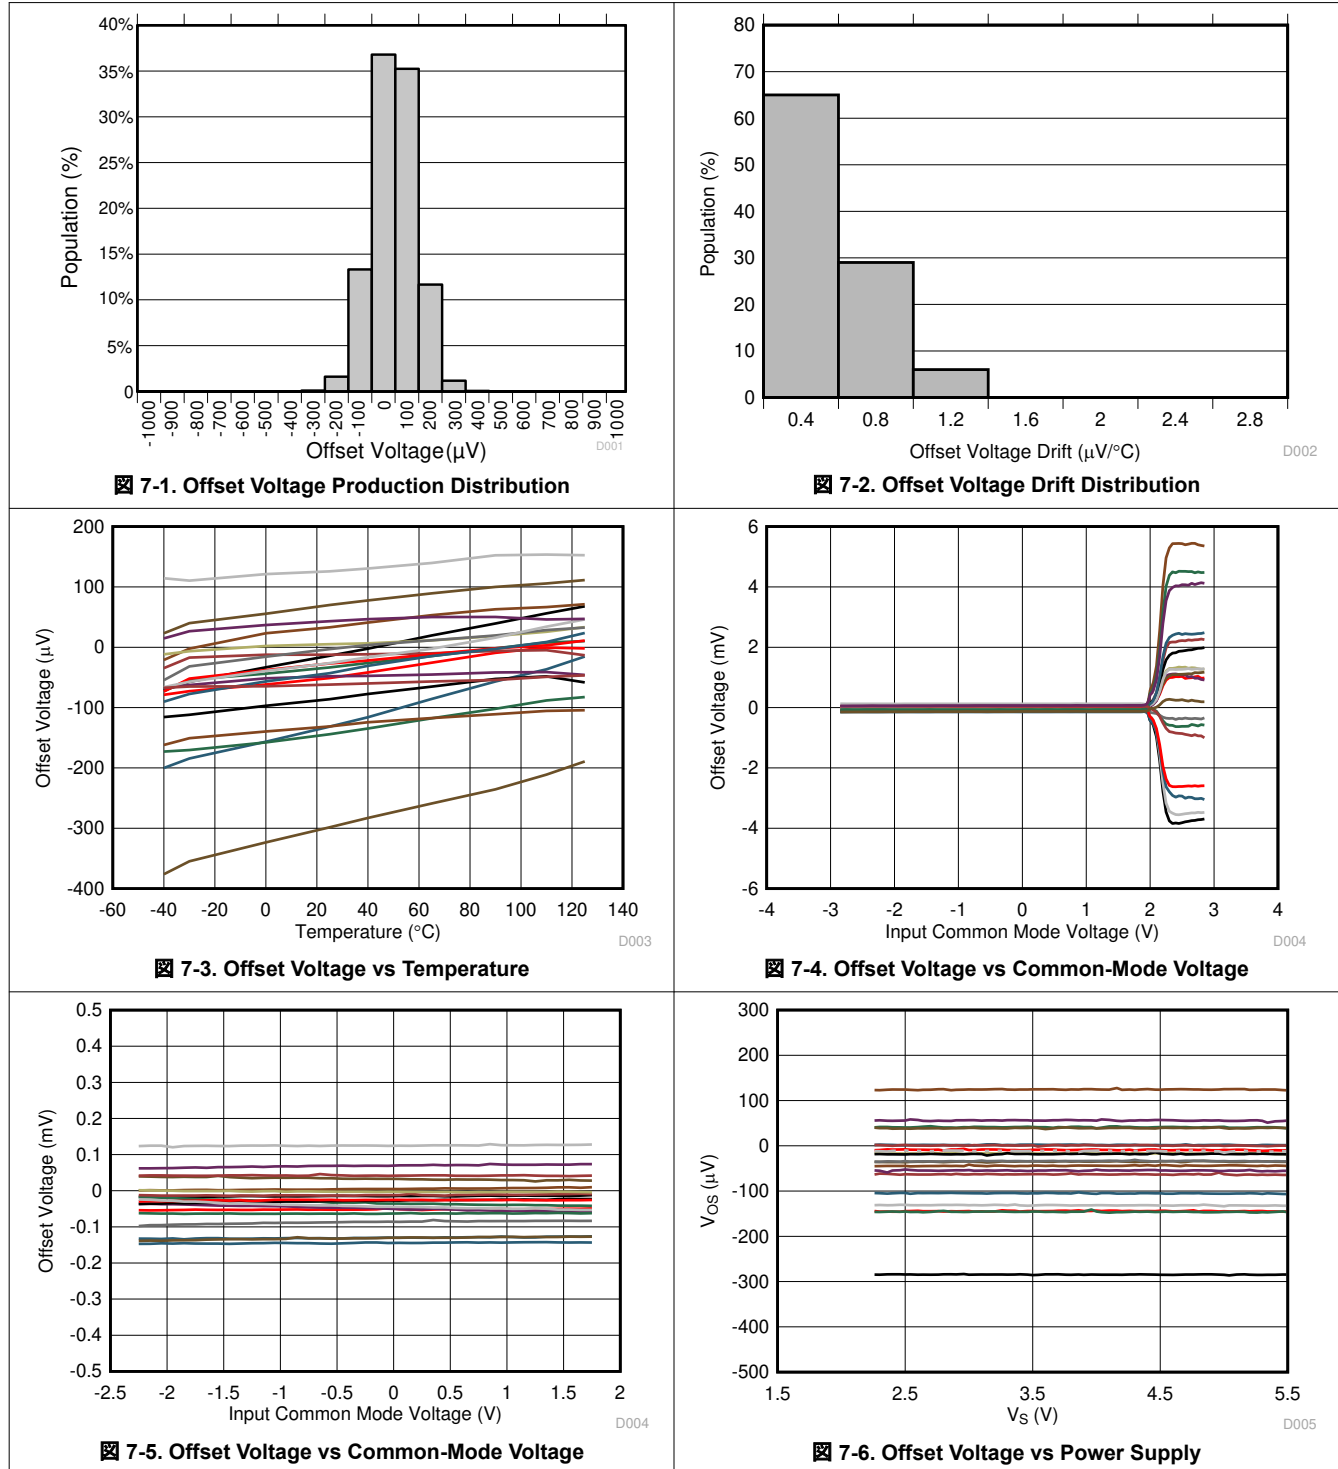 40%
35%
30%
25%
20%
15%
10%
5%
0
Population (%)
-1000 -900 -800 -700 -600 -500 -400 -300 -200 -100 0 100 200 300 400 500 600 700 800 900 1000
Offset Voltage (µV)
D001
図 7-1. Offset Voltage Production Distribution
80
70
60
50
40
30
20
10
0
Population (%)
0.4 0.8 1.2 1.6 2 2.4 2.8
Offset Voltage Drift (µV/°C)
D002
図 7-2. Offset Voltage Drift Distribution
200
100
0
-100
-200
-300
-400
Offset Voltage (µV)
-60 -40 -20 0 20 40 60 80 100 120 140
Temperature (°C)
D003
図 7-3. Offset Voltage vs Temperature
6
4
2
0
-2
-4
-6
Offset Voltage (mV)
-4 -3 -2 -1 0 1 2 3 4
Input Common Mode Voltage (V)
D004
図 7-4. Offset Voltage vs Common-Mode Voltage
0.5
0.4
0.3
0.2
0.1
0
-0.1
-0.2
-0.3
-0.4
-0.5
Offset Voltage (mV)
-2.5 -2 -1.5 -1 -0.5 0 0.5 1 1.5 2
Input Common Mode Voltage (V)
D004
図 7-5. Offset Voltage vs Common-Mode Voltage
300
200
100
0
-100
-200
-300
-400
-500
VOS (µV)
1.5 2.5 3.5 4.5 5.5
VS (V)
D005
図 7-6. Offset Voltage vs Power Supply